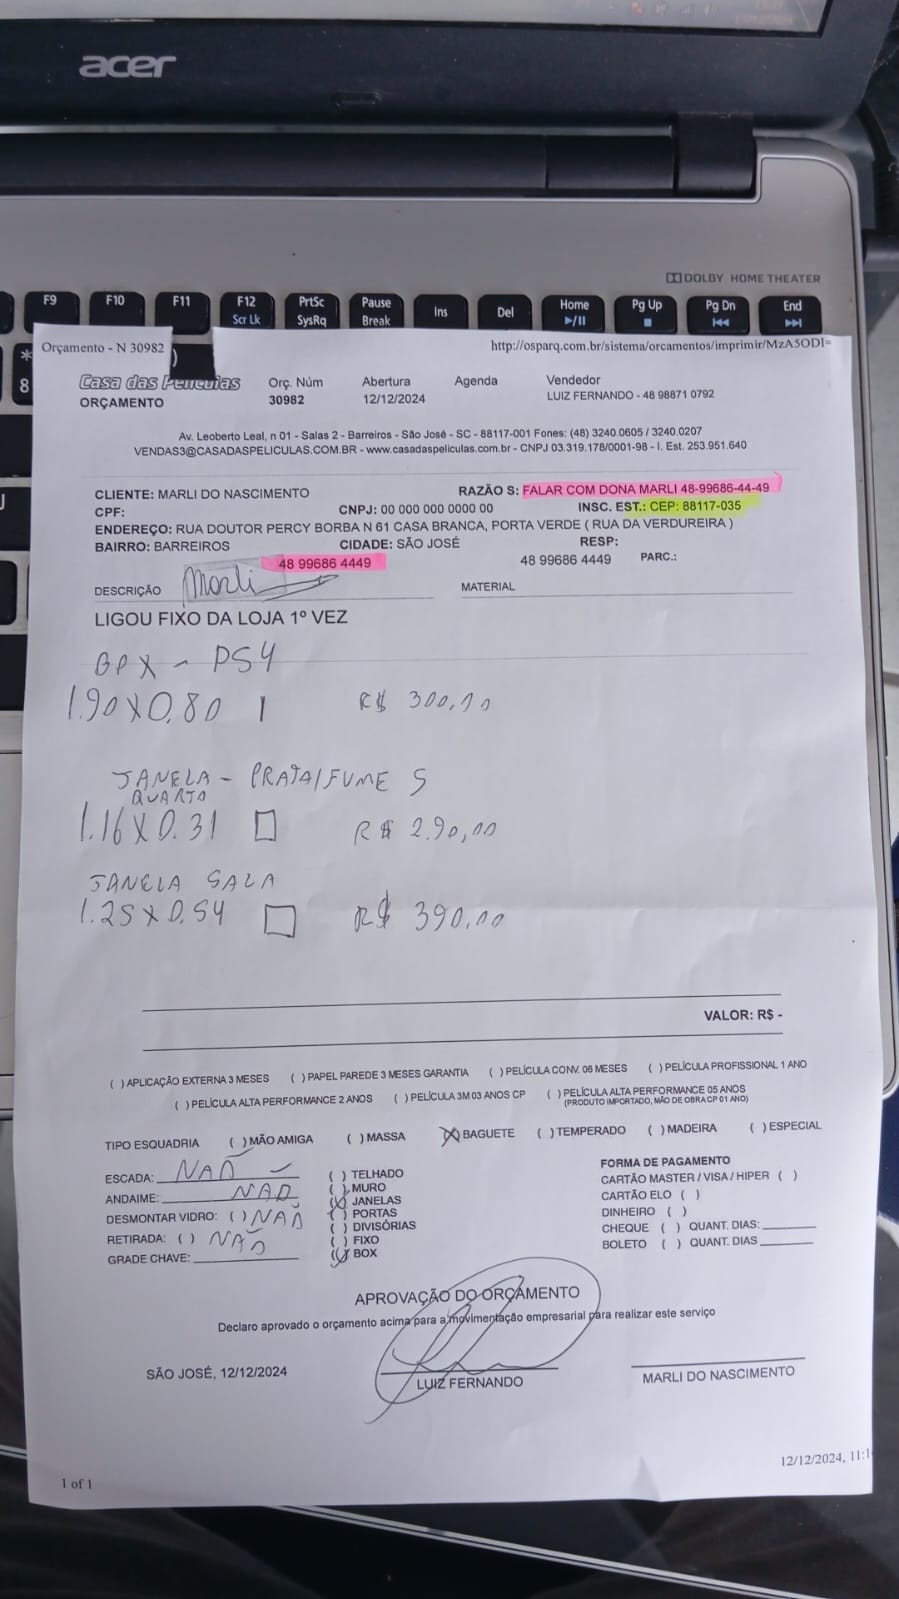 acer
DOLBY HOME THEATER
F9 F10 F11 F12 PrtSc Pause Ins Del Home Pg Up Pg Dn End
Scr Lk SysRq Break
*
8
Orçamento - N 30982
)
http://osparq.com.br/sistema/orcamentos/imprimir/MzA5ODI=
Casa das Películas Orç. Núm Abertura Agenda Vendedor
ORÇAMENTO 30982 12/12/2024 LUIZ FERNANDO - 48 98871 0792
Av. Leoberto Leal, n 01 - Salas 2 - Barreiros - São José - SC - 88117-001 Fones: (48) 3240.0605 / 3240.0207
VENDAS3@CASADASPELICULAS.COM.BR - www.casadaspeliculas.com.br - CNPJ 03.319.178/0001-98 - I. Est. 253.951.640
CLIENTE: MARLI DO NASCIMENTO RAZÃO S: FALAR COM DONA MARLI 48-99686-44-49
CPF: CNPJ: 00 000 000 0000 00 INSC. EST.: CEP: 88117-035
ENDEREÇO: RUA DOUTOR PERCY BORBA N 61 CASA BRANCA, PORTA VERDE ( RUA DA VERDUREIRA )
BAIRRO: BARREIROS CIDADE: SÃO JOSÉ RESP:
48 99686 4449 48 99686 4449 PARC.:
DESCRIÇÃO Marli MATERIAL
LIGOU FIXO DA LOJA 1º VEZ
BOX - PS4
1.90 X 0.80 R$ 300,00
JANELA - PRATA/FUME S
QUARTO
1.16 X 0.31 R$ 290,00
JANELA SALA
1.25 X 0.54 R$ 390,00
VALOR: R$ -
( ) APLICAÇÃO EXTERNA 3 MESES ( ) PAPEL PAREDE 3 MESES GARANTIA ( ) PELÍCULA CONV. 06 MESES ( ) PELÍCULA PROFISSIONAL 1 ANO
( ) PELÍCULA ALTA PERFORMANCE 2 ANOS ( ) PELÍCULA 3M 03 ANOS CP ( ) PELÍCULA ALTA PERFORMANCE 05 ANOS
(PRODUTO IMPORTADO, MÃO DE OBRA CP 01 ANO)
TIPO ESQUADRIA ( ) MÃO AMIGA ( ) MASSA (X) BAGUETE ( ) TEMPERADO ( ) MADEIRA ( ) ESPECIAL
ESCADA: NAÕ
ANDAIME: NAO
DESMONTAR VIDRO: ( ) NAÕ
RETIRADA: ( ) NAÕ
GRADE CHAVE:
( ) TELHADO
( ) MURO
(X) JANELAS
( ) PORTAS
( ) DIVISÓRIAS
( ) FIXO
(X) BOX
FORMA DE PAGAMENTO
CARTÃO MASTER / VISA / HIPER ( )
CARTÃO ELO ( )
DINHEIRO ( )
CHEQUE ( ) QUANT. DIAS:
BOLETO ( ) QUANT. DIAS
APROVAÇÃO DO ORÇAMENTO
Declaro aprovado o orçamento acima para a movimentação empresarial para realizar este serviço
SÃO JOSÉ, 12/12/2024 LUIZ FERNANDO MARLI DO NASCIMENTO
1 of 1 12/12/2024, 11:1